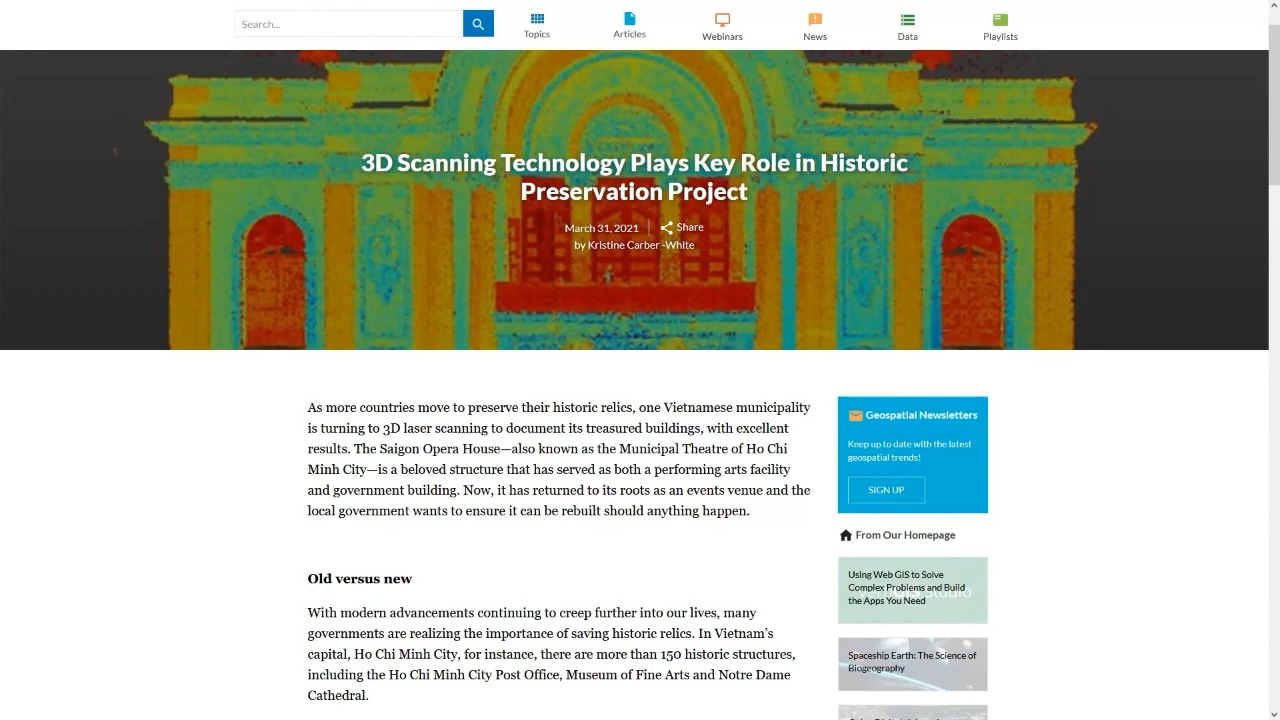 Search...
Topics
Articles
Webinars
News
Data
Playlists
3D Scanning Technology Plays Key Role in Historic
Preservation Project
March 31, 2021
Share
by Kristine Carber -White
As more countries move to preserve their historic relics, one Vietnamese municipality
is turning to 3D laser scanning to document its treasured buildings, with excellent
results. The Saigon Opera House—also known as the Municipal Theatre of Ho Chi
Minh City—is a beloved structure that has served as both a performing arts facility
and government building. Now, it has returned to its roots as an events venue and the
local government wants to ensure it can be rebuilt should anything happen.
Old versus new
With modern advancements continuing to creep further into our lives, many
governments are realizing the importance of saving historic relics. In Vietnam's
capital, Ho Chi Minh City, for instance, there are more than 150 historic structures,
including the Ho Chi Minh City Post Office, Museum of Fine Arts and Notre Dame
Cathedral.
Geospatial Newsletters
Keep up to date with the latest
geospatial trends!
SIGN UP
From Our Homepage
Using Web GIS to Solve
Complex Problems and Build
the Apps You Need
Spaceship Earth: The Science of
Biogeography